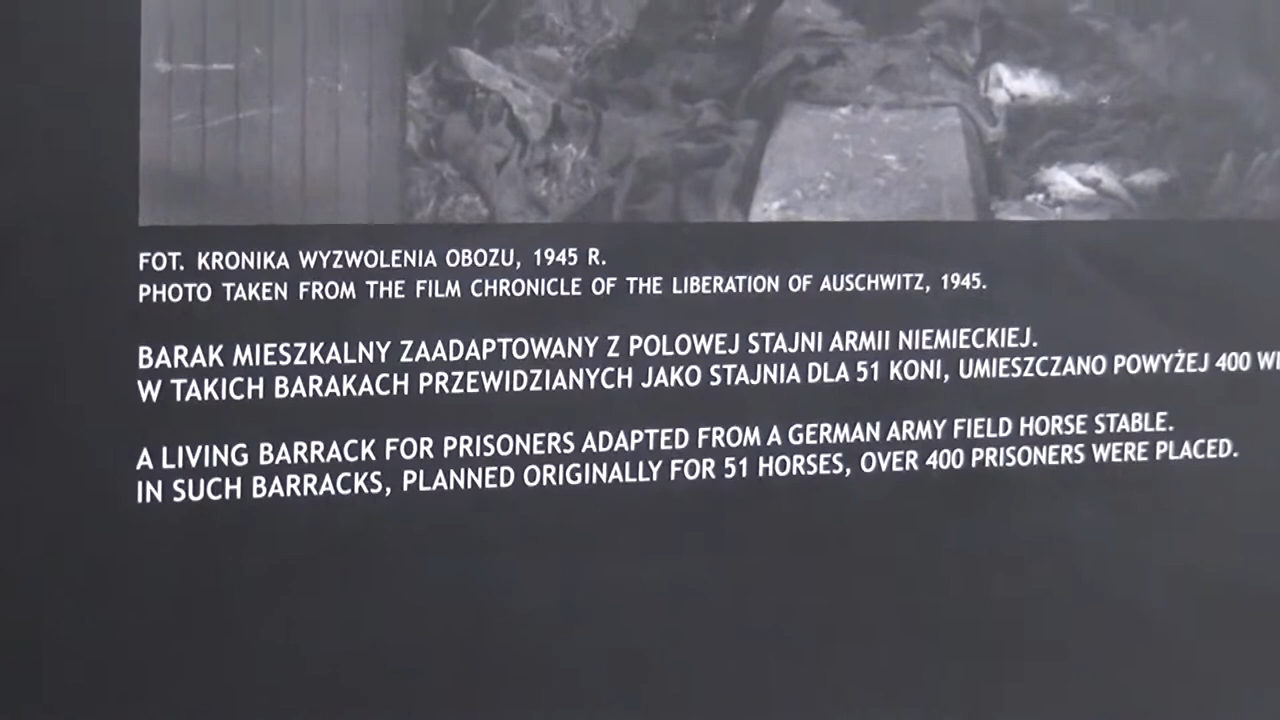 FOT. KRONIKA WYZWOLENIA OBOZU, 1945 R.
PHOTO TAKEN FROM THE FILM CHRONICLE OF THE LIBERATION OF AUSCHWITZ, 1945.
BARAK MIESZKALNY ZAADAPTOWANY Z POLOWEJ STAJNI ARMII NIEMIECKIEJ.
W TAKICH BARAKACH PRZEWIDZIANYCH JAKO STAJNIA DLA 51 KONI, UMIESZCZANO POWYŻEJ 400
A LIVING BARRACK FOR PRISONERS ADAPTED FROM A GERMAN ARMY FIELD HORSE STABLE.
IN SUCH BARRACKS, PLANNED ORIGINALLY FOR 51 HORSES, OVER 400 PRISONERS WERE PLACED.